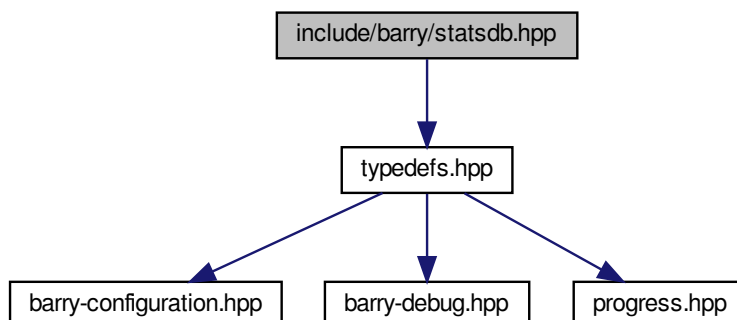 include/barry/statsdb.hpp
typedefs.hpp
barry-configuration.hpp
barry-debug.hpp
progress.hpp